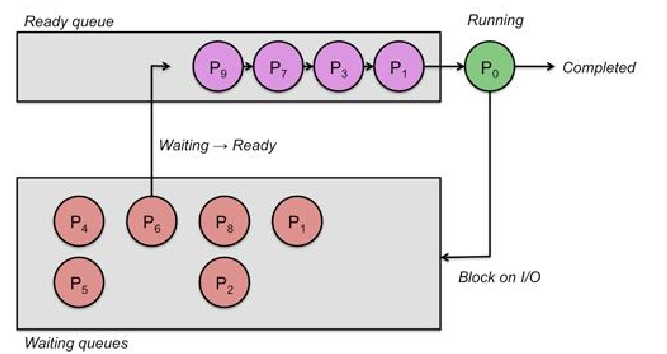 Ready queue
Running
P9 P7 P3 P1 P0 Completed
Waiting → Ready
P4 P6 P8 P1
P5 P2
Block on I/O
Waiting queues